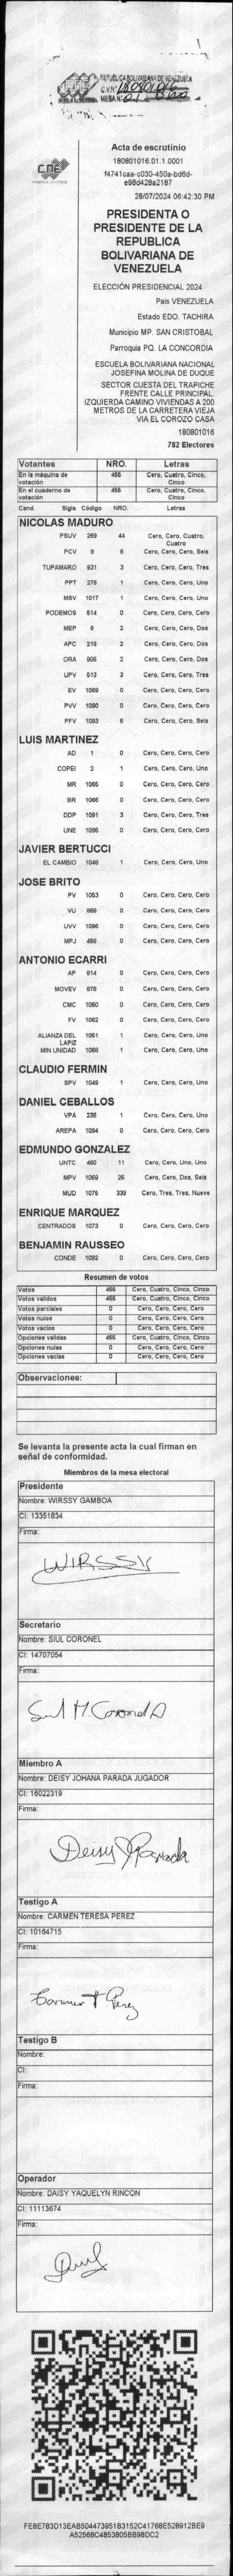 REPÚBLICA BOLIVARIANA DE VENEZUELA
C.V.Nº 180801016
MESA Nº 01
CNE
Acta de escrutinio
180801016.01.1.0001
f4741caa-c030-450a-bd6d-
e98d428a2187
28/07/2024 06:42:30 PM
PRESIDENTA O
PRESIDENTE DE LA
REPUBLICA
BOLIVARIANA DE
VENEZUELA
ELECCIÓN PRESIDENCIAL 2024
Pais VENEZUELA
Estado EDO. TACHIRA
Municipio MP. SAN CRISTOBAL
Parroquia PQ. LA CONCORDIA
ESCUELA BOLIVARIANA NACIONAL
JOSEFINA MOLINA DE DUQUE
SECTOR CUESTA DEL TRAPICHE
FRENTE CALLE PRINCIPAL.
IZQUIERDA CAMINO VIVIENDAS A 200
METROS DE LA CARRETERA VIEJA
VIA EL COROZO CASA
180801016
782 Electores
Votantes NRO. Letras
En la máquina de votación 455 Cero, Cuatro, Cinco, Cinco
En el cuaderno de votación 455 Cero, Cuatro, Cinco, Cinco
Cand. Sigla Código NRO. Letras
NICOLAS MADURO
PSUV 269 44 Cero, Cero, Cuatro, Cuatro
PCV 9 6 Cero, Cero, Cero, Seis
TUPAMARO 931 3 Cero, Cero, Cero, Tres
PPT 276 1 Cero, Cero, Cero, Uno
MSV 1017 1 Cero, Cero, Cero, Uno
PODEMOS 514 0 Cero, Cero, Cero, Cero
MEP 6 2 Cero, Cero, Cero, Dos
APC 219 2 Cero, Cero, Cero, Dos
ORA 906 2 Cero, Cero, Cero, Dos
UPV 513 3 Cero, Cero, Cero, Tres
EV 1089 0 Cero, Cero, Cero, Cero
PVV 1090 0 Cero, Cero, Cero, Cero
PFV 1093 6 Cero, Cero, Cero, Seis
LUIS MARTINEZ
AD 1 0 Cero, Cero, Cero, Cero
COPEI 2 1 Cero, Cero, Cero, Uno
MR 1065 0 Cero, Cero, Cero, Cero
BR 1066 0 Cero, Cero, Cero, Cero
DDP 1091 3 Cero, Cero, Cero, Tres
UNE 1095 0 Cero, Cero, Cero, Cero
JAVIER BERTUCCI
EL CAMBIO 1048 1 Cero, Cero, Cero, Uno
JOSE BRITO
PV 1053 0 Cero, Cero, Cero, Cero
VU 969 0 Cero, Cero, Cero, Cero
UVV 1096 0 Cero, Cero, Cero, Cero
MPJ 458 0 Cero, Cero, Cero, Cero
ANTONIO ECARRI
AP 914 0 Cero, Cero, Cero, Cero
MOVEV 978 0 Cero, Cero, Cero, Cero
CMC 1050 0 Cero, Cero, Cero, Cero
FV 1062 0 Cero, Cero, Cero, Cero
ALIANZA DEL LAPIZ 1051 1 Cero, Cero, Cero, Uno
MIN UNIDAD 1068 1 Cero, Cero, Cero, Uno
CLAUDIO FERMIN
SPV 1049 1 Cero, Cero, Cero, Uno
DANIEL CEBALLOS
VPA 236 1 Cero, Cero, Cero, Uno
AREPA 1094 0 Cero, Cero, Cero, Cero
EDMUNDO GONZALEZ
UNTC 460 11 Cero, Cero, Uno, Uno
MPV 1069 26 Cero, Cero, Dos, Seis
MUD 1075 339 Cero, Tres, Tres, Nueve
ENRIQUE MARQUEZ
CENTRADOS 1073 0 Cero, Cero, Cero, Cero
BENJAMIN RAUSSEO
CONDE 1092 0 Cero, Cero, Cero, Cero
Resumen de votos
Votos 455 Cero, Cuatro, Cinco, Cinco
Votos validos 455 Cero, Cuatro, Cinco, Cinco
Votos parciales 0 Cero, Cero, Cero, Cero
Votos nulos 0 Cero, Cero, Cero, Cero
Votos vacios 0 Cero, Cero, Cero, Cero
Opciones validas 455 Cero, Cuatro, Cinco, Cinco
Opciones nulas 0 Cero, Cero, Cero, Cero
Opciones vacias 0 Cero, Cero, Cero, Cero
Observaciones:
Se levanta la presente acta la cual firman en
señal de conformidad.
Miembros de la mesa electoral
Presidente
Nombre: WIRSSY GAMBOA
CI: 13351834
Firma:
WIRSSY
Secretario
Nombre: SIUL CORONEL
CI: 14707054
Firma:
Siul M. Coronel
Miembro A
Nombre: DEISY JOHANA PARADA JUGADOR
CI: 16022319
Firma:
Deisy Parada
Testigo A
Nombre: CARMEN TERESA PEREZ
CI: 10164715
Firma:
Carmen T Perez
Testigo B
Nombre:
CI:
Firma:
Operador
Nombre: DAISY YAQUELYN RINCON
CI: 11113674
Firma:
FE8E783D13EAB504473951B3152C41768E528912BE9
A52568C4853805BB98DC2